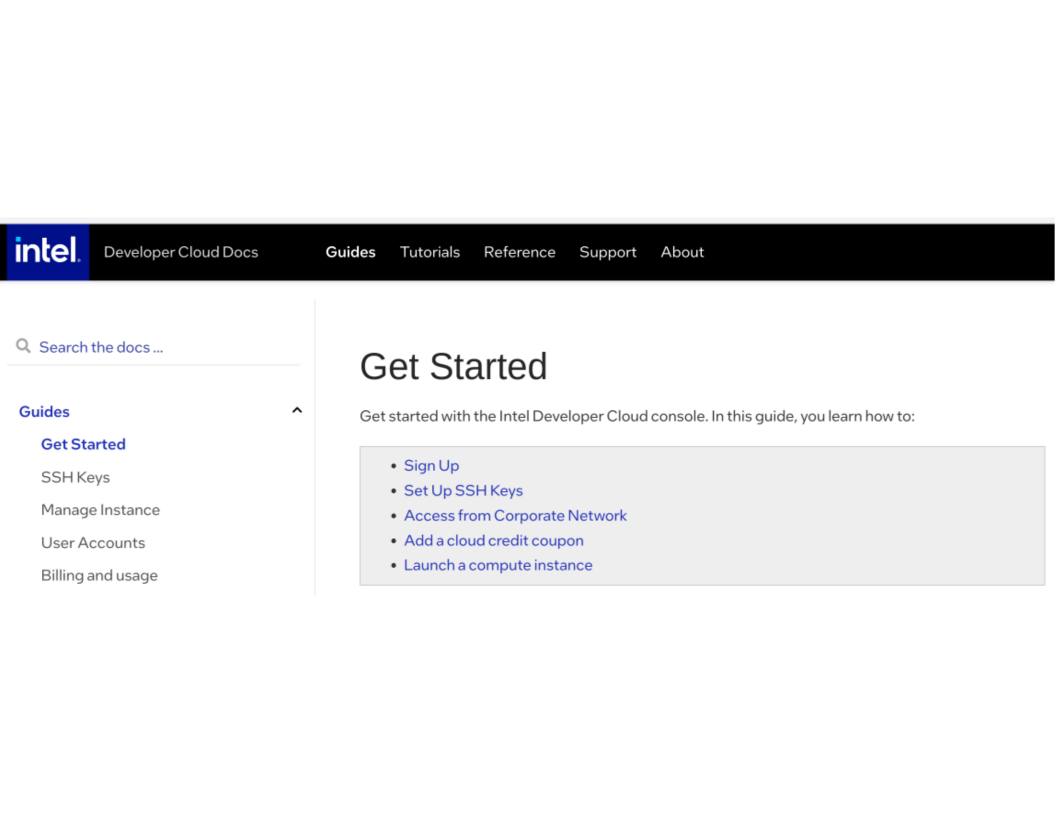 intel. Developer Cloud Docs Guides Tutorials Reference Support About
Search the docs ...
Guides
Get Started
SSH Keys
Manage Instance
User Accounts
Billing and usage
Get Started
Get started with the Intel Developer Cloud console. In this guide, you learn how to:
• Sign Up
• Set Up SSH Keys
• Access from Corporate Network
• Add a cloud credit coupon
• Launch a compute instance